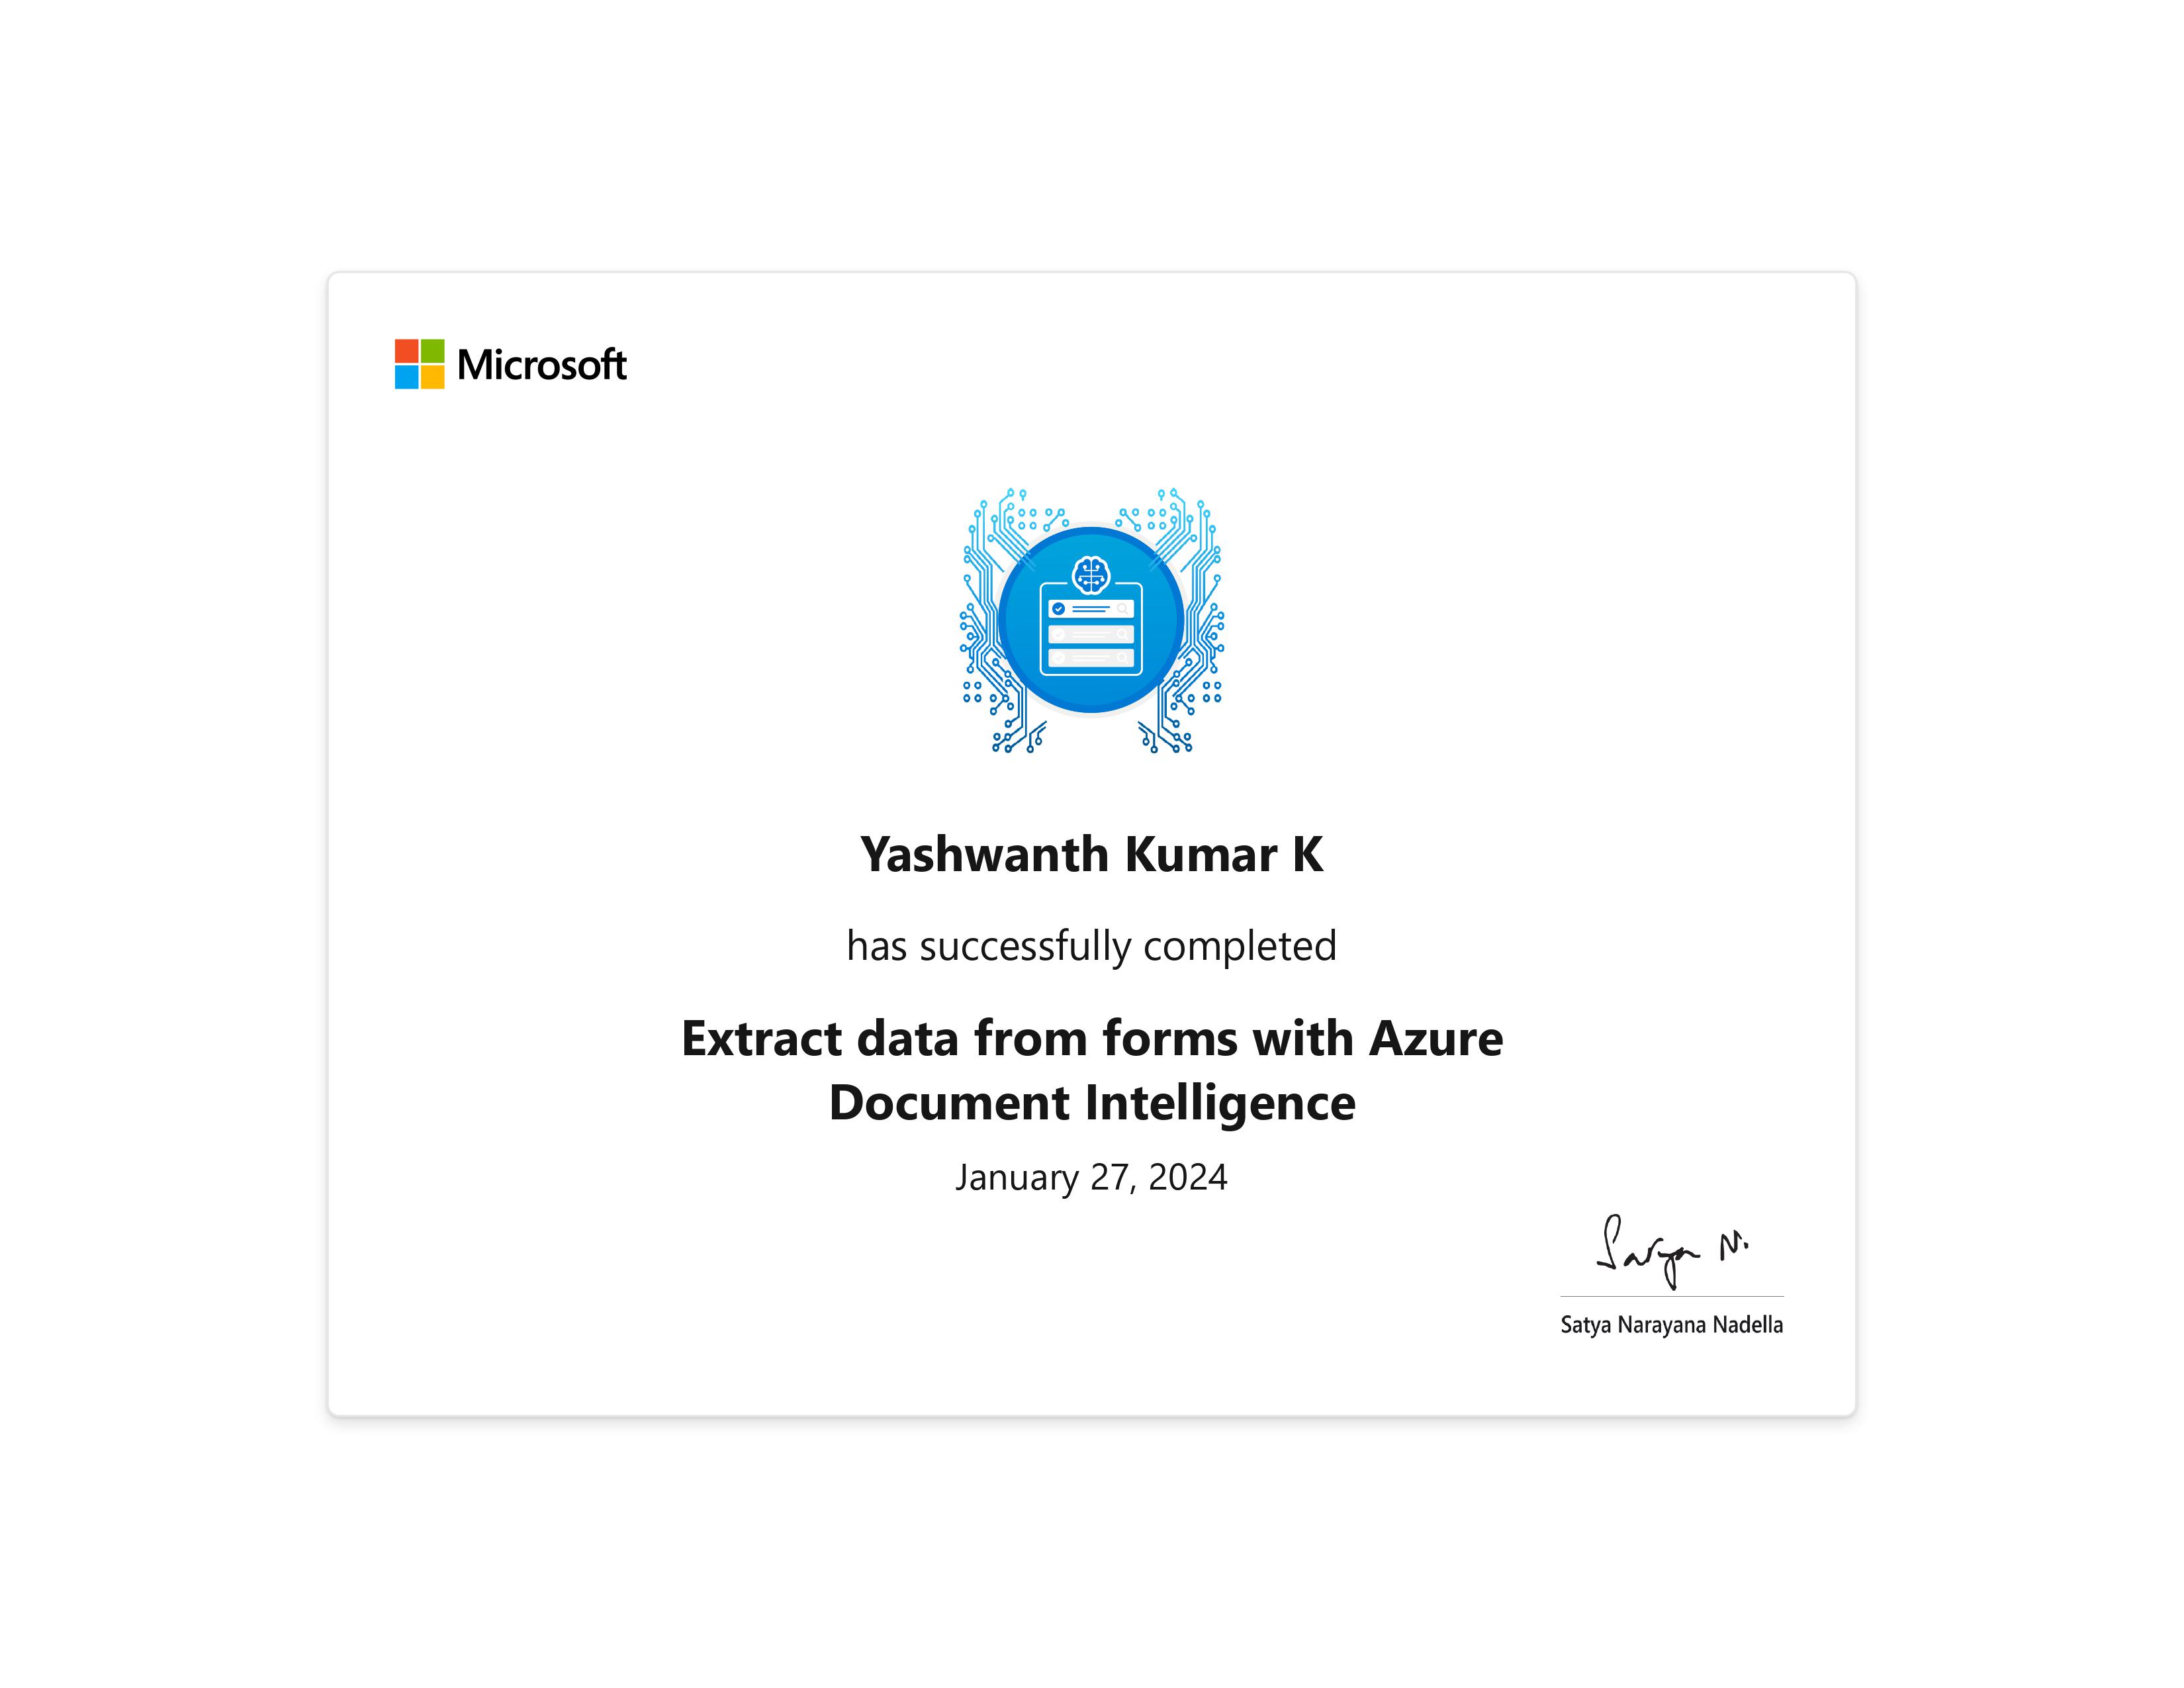 Microsoft
Yashwanth Kumar K
has successfully completed
Extract data from forms with Azure
Document Intelligence
January 27, 2024
Satya N.
Satya Narayana Nadella